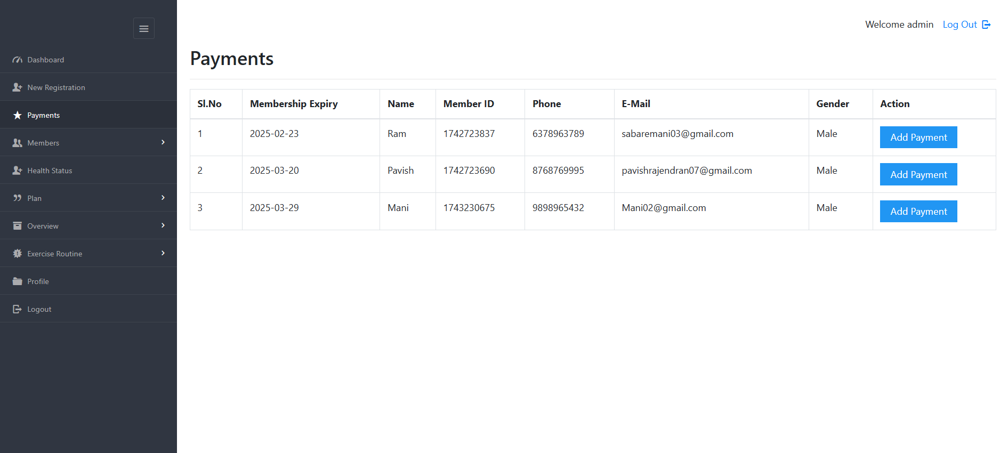 Welcome admin Log Out
Dashboard
New Registration
Payments
Members
Health Status
Plan
Overview
Exercise Routine
Profile
Logout
Payments
Sl.No Membership Expiry Name Member ID Phone E-Mail Gender Action
1 2025-02-23 Ram 1742723837 6378963789 sabaremani03@gmail.com Male Add Payment
2 2025-03-20 Pavish 1742723690 8768769995 pavishrajendran07@gmail.com Male Add Payment
3 2025-03-29 Mani 1743230675 9898965432 Mani02@gmail.com Male Add Payment